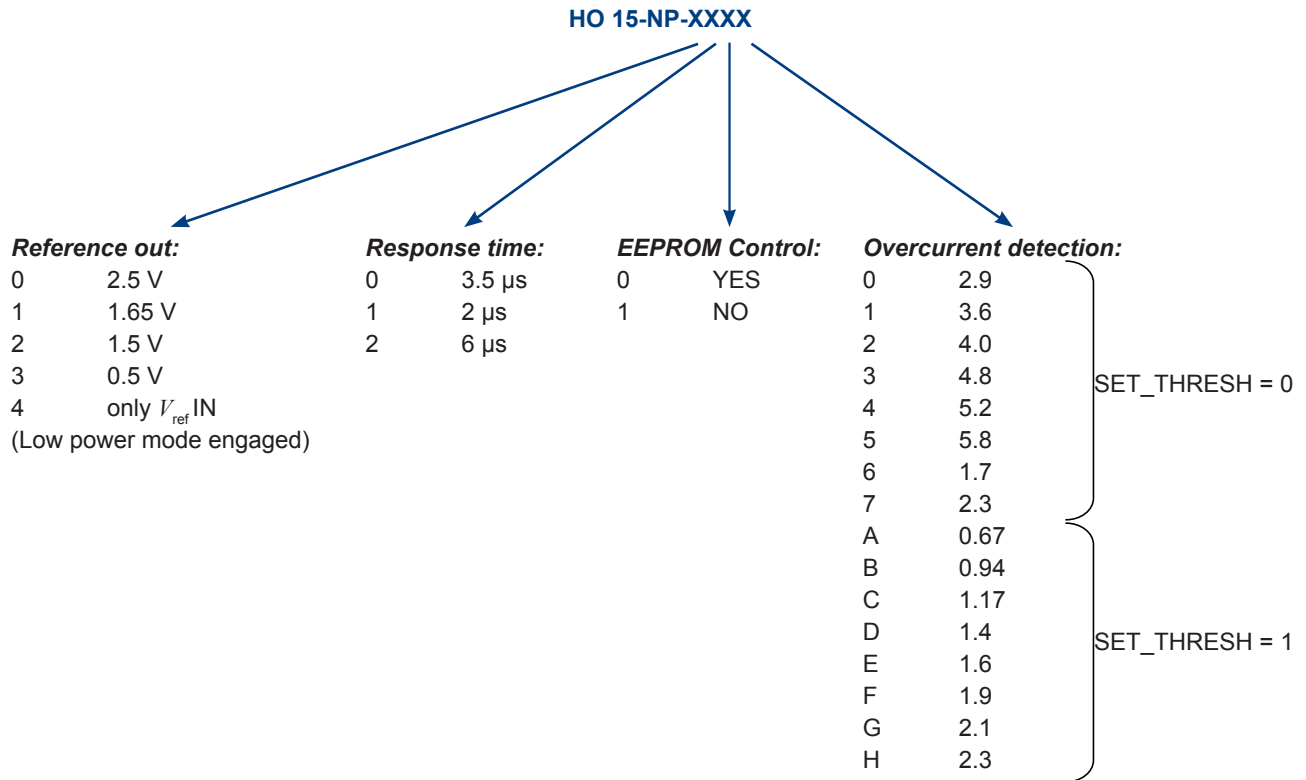 HO 15-NP-XXXX
Reference out:
0 2.5 V
1 1.65 V
2 1.5 V
3 0.5 V
4 only Vref IN
(Low power mode engaged)
Response time:
0 3.5 µs
1 2 µs
2 6 µs
EEPROM Control:
0 YES
1 NO
Overcurrent detection:
0 2.9
1 3.6
2 4.0
3 4.8
4 5.2
5 5.8
6 1.7
7 2.3
SET_THRESH = 0
A 0.67
B 0.94
C 1.17
D 1.4
E 1.6
F 1.9
G 2.1
H 2.3
SET_THRESH = 1